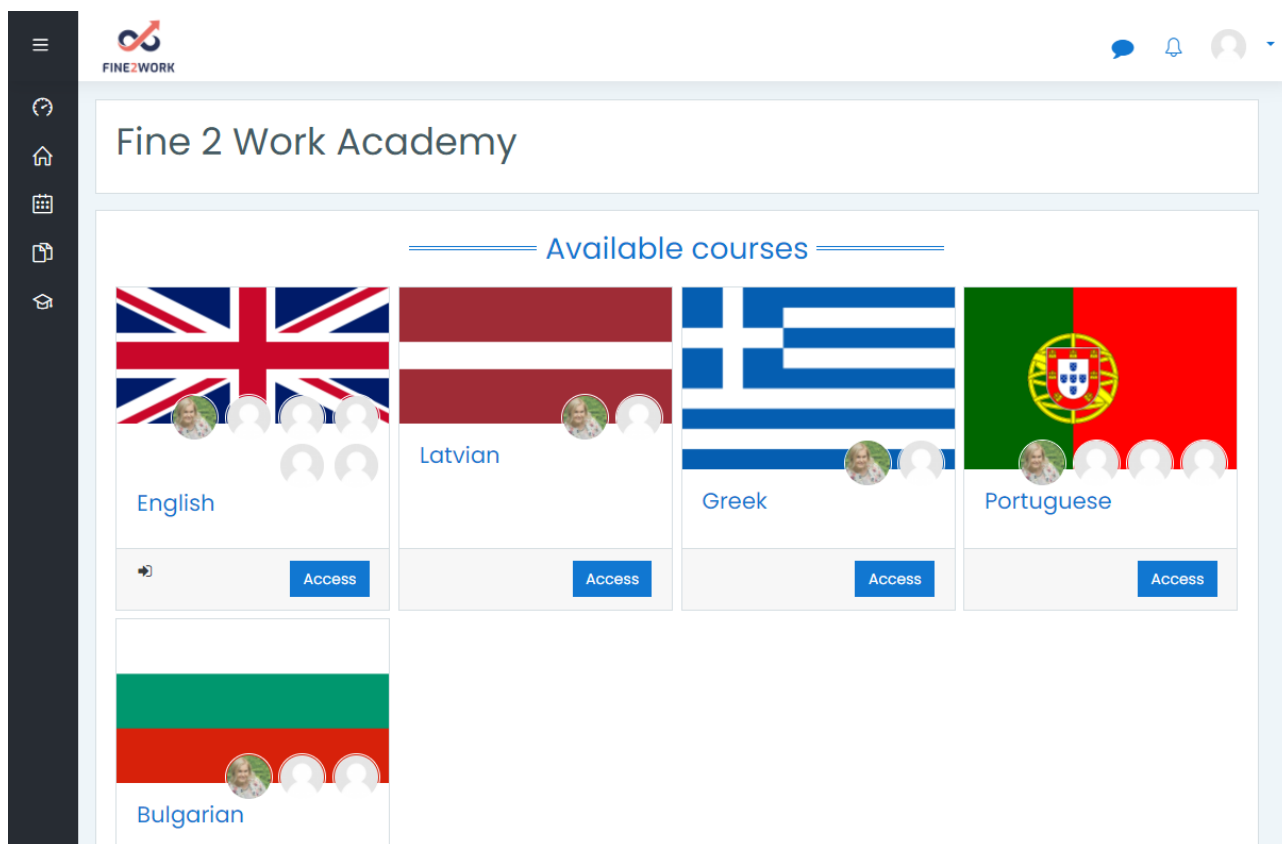 FINE2WORK
Fine 2 Work Academy
Available courses
English
Access
Latvian
Access
Greek
Access
Portuguese
Access
Bulgarian